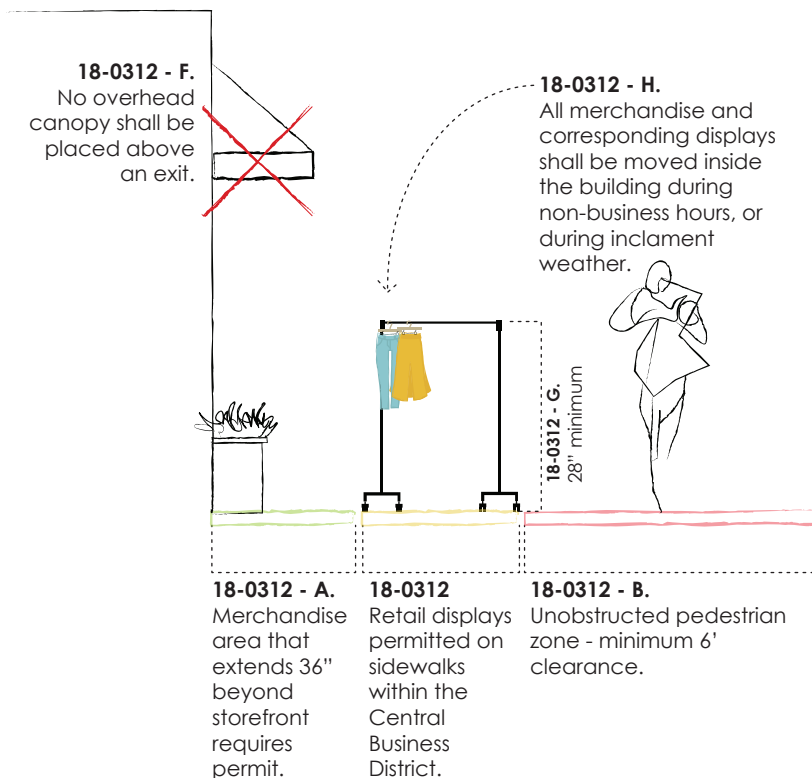 18-0312 - F.
No overhead
canopy shall be
placed above
an exit.
18-0312 - H.
All merchandise and
corresponding displays
shall be moved inside
the building during
non-business hours, or
during inclament
weather.
18-0312 - G.
28” minimum
18-0312 - A.
Merchandise
area that
extends 36”
beyond
storefront
requires
permit.
18-0312
Retail displays
permitted on
sidewalks
within the
Central
Business
District.
18-0312 - B.
Unobstructed pedestrian
zone - minimum 6’
clearance.